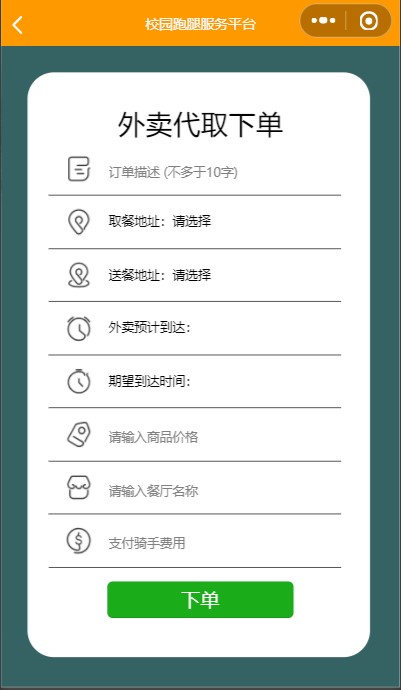 校园跑腿服务平台
外卖代取下单
订单描述 (不多于10字)
取餐地址：请选择
送餐地址：请选择
外卖预计到达：
期望到达时间：
请输入商品价格
请输入餐厅名称
支付骑手费用
下单